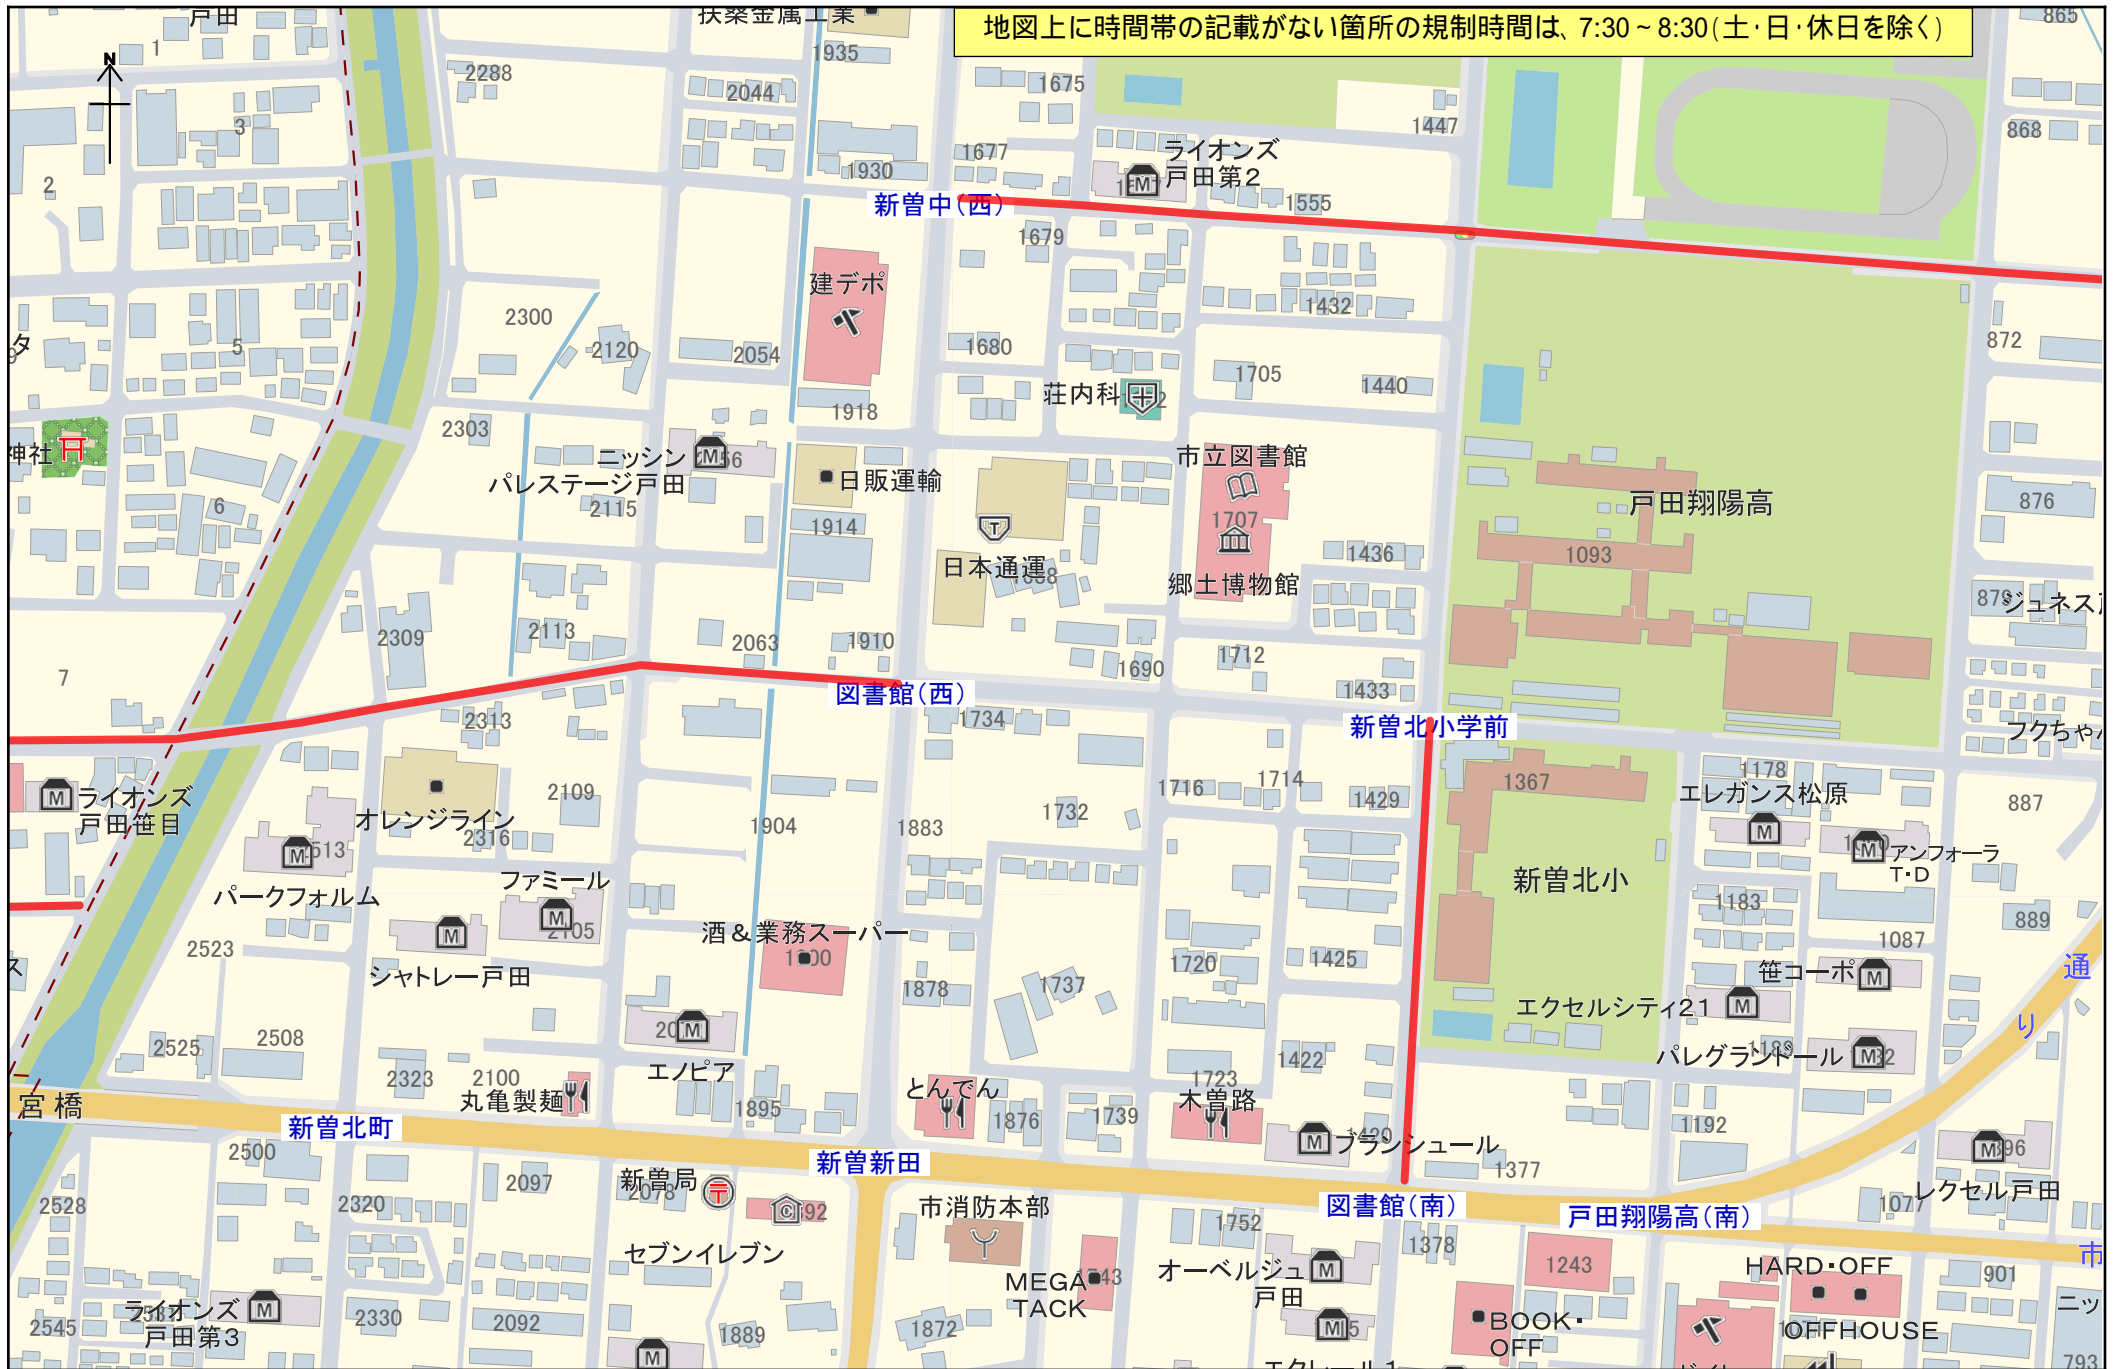 戸田
扶桑金属工業
地図上に時間帯の記載がない箇所の規制時間は、7:30～8:30(土・日・休日を除く)
865
1
N
2288
1935
1675
2044
3
1447
868
1677
ライオンズ
戸田第2
1930
2
新曽中(西)
1555
1679
建デポ
2300
1432
タ
5
2120
2054
1680
872
1705
1440
荘内科
1918
2303
神社
ニッシン
パレステージ戸田
市立図書館
日販運輸
戸田翔陽高
876
6
2115
1914
1707
1436
1093
日本通運
郷土博物館
ジュネス戸
2309
2113
2063
1910
1712
1690
7
図書館(西)
1433
2313
1734
新曽北小学前
フクちゃん
1178
1367
1716
1714
エレガンス松原
ライオンズ
戸田笹目
2109
1429
887
オレンジライン
1732
1904
1883
2316
アンフォーラ
T・D
新曽北小
パークフォルム
ファミール
1183
889
酒&業務スーパー
1087
2523
1425
通
シャトレー戸田
1720
笹コーポ
1878
1737
エクセルシティ21
り
2508
2525
1422
パレグランドール
エノピア
2323
2100
1723
丸亀製麺
とんでん
木曽路
宮橋
1895
1876
1739
1192
新曽北町
ブランシュール
2500
新曽新田
1377
新曽局
2097
2078
レクセル戸田
2528
2320
市消防本部
図書館(南)
戸田翔陽高(南)
1077
1752
1378
市
セブンイレブン
HARD・OFF
1243
オーベルジュ
戸田
MEGA
TACK
901
ライオンズ
戸田第3
ニッ
2545
2330
2092
1889
1872
BOOK・
OFF
OFFHOUSE
793